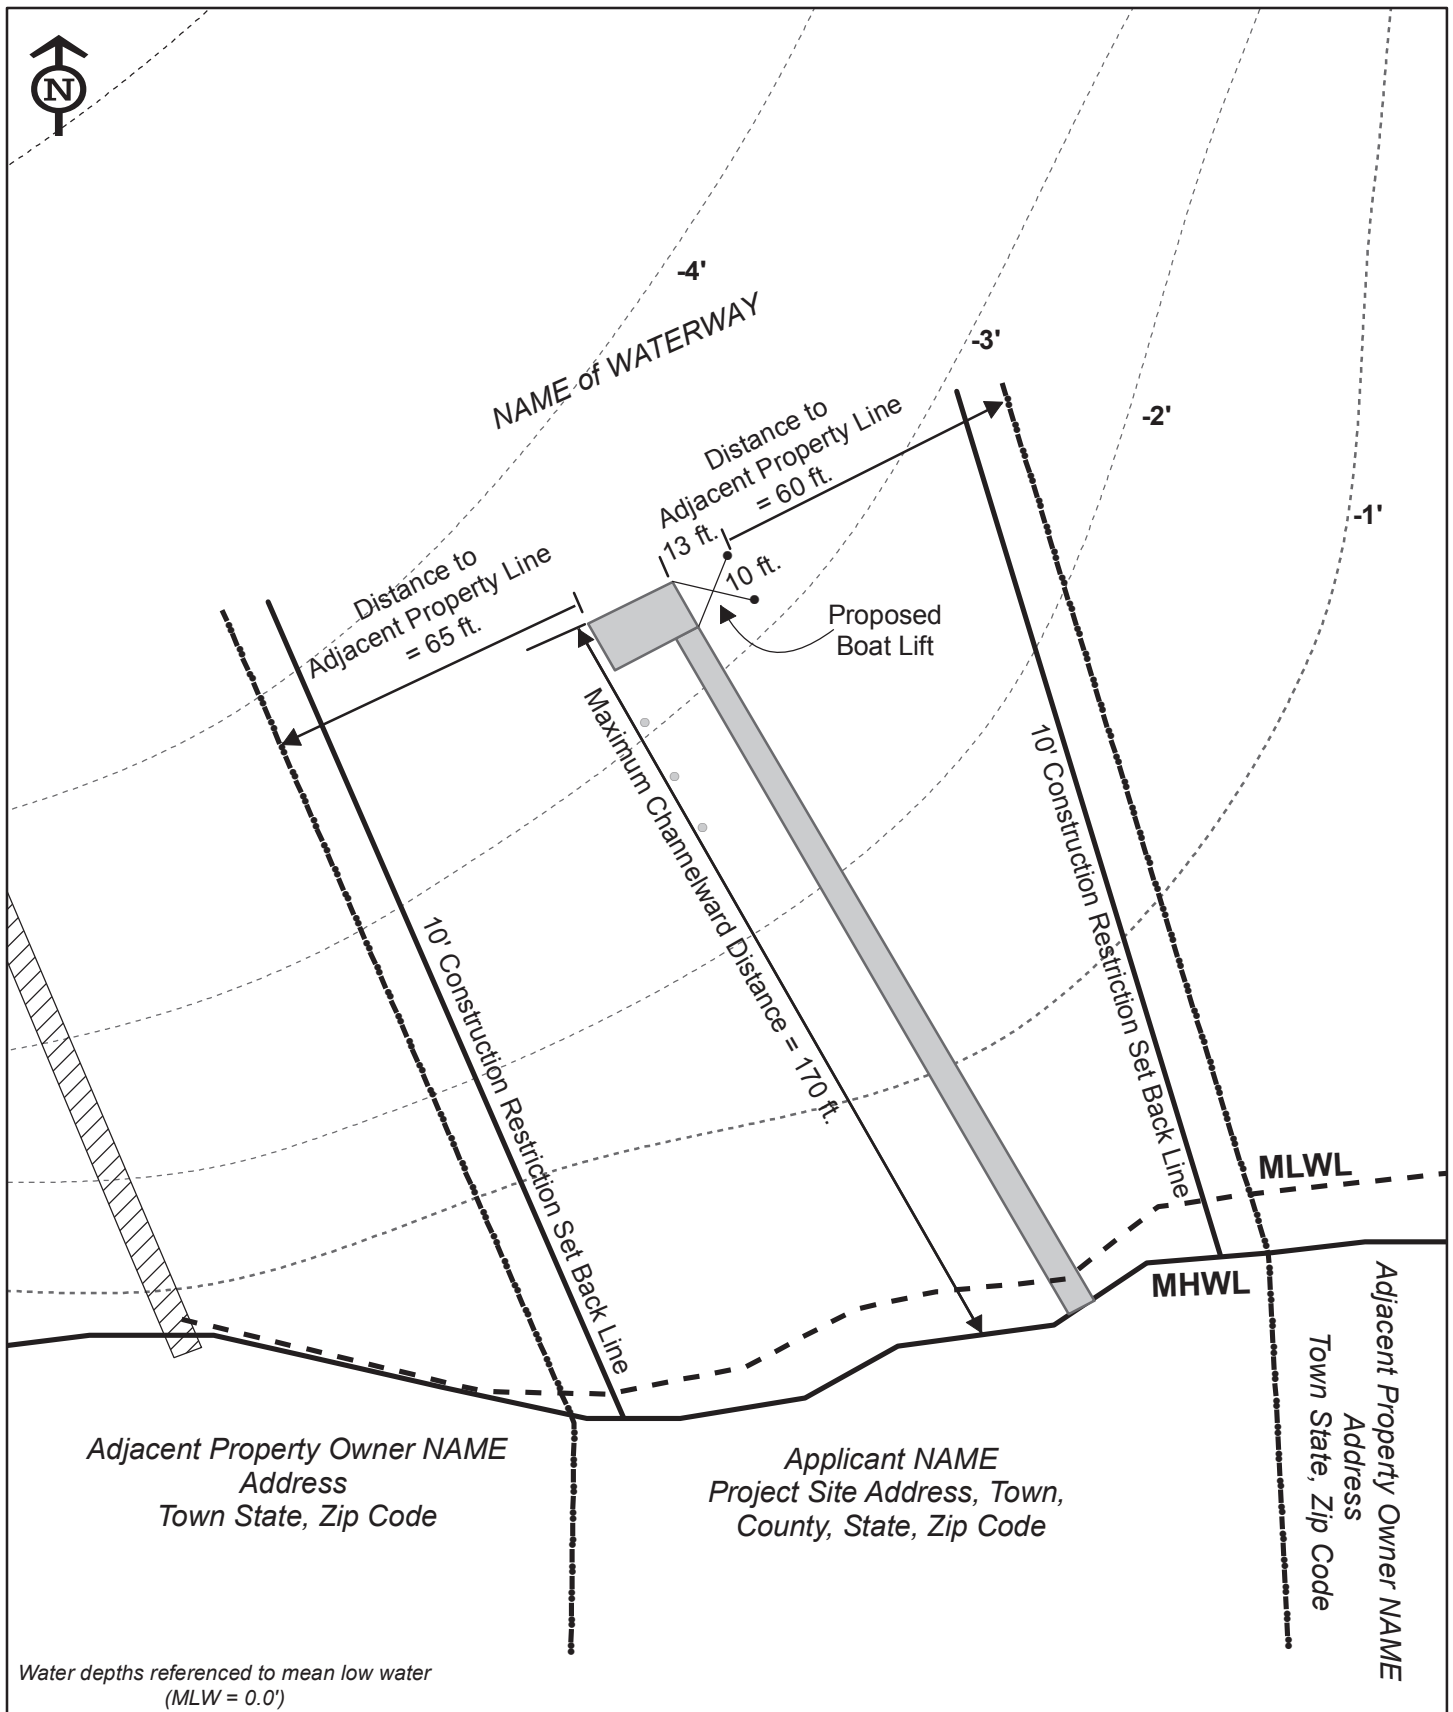 N
-4'
NAME of WATERWAY
-3'
-2'
-1'
Distance to
Adjacent Property Line
= 60 ft.
13 ft.
10 ft.
Distance to
Adjacent Property Line
= 65 ft.
Proposed
Boat Lift
Maximum Channelward Distance = 170 ft.
10' Construction Restriction Set Back Line
10' Construction Restriction Set Back Line
MLWL
MHWL
Adjacent Property Owner NAME
Address
Town State, Zip Code
Applicant NAME
Project Site Address, Town,
County, State, Zip Code
Adjacent Property Owner NAME
Address
Town State, Zip Code
Water depths referenced to mean low water
(MLW = 0.0')